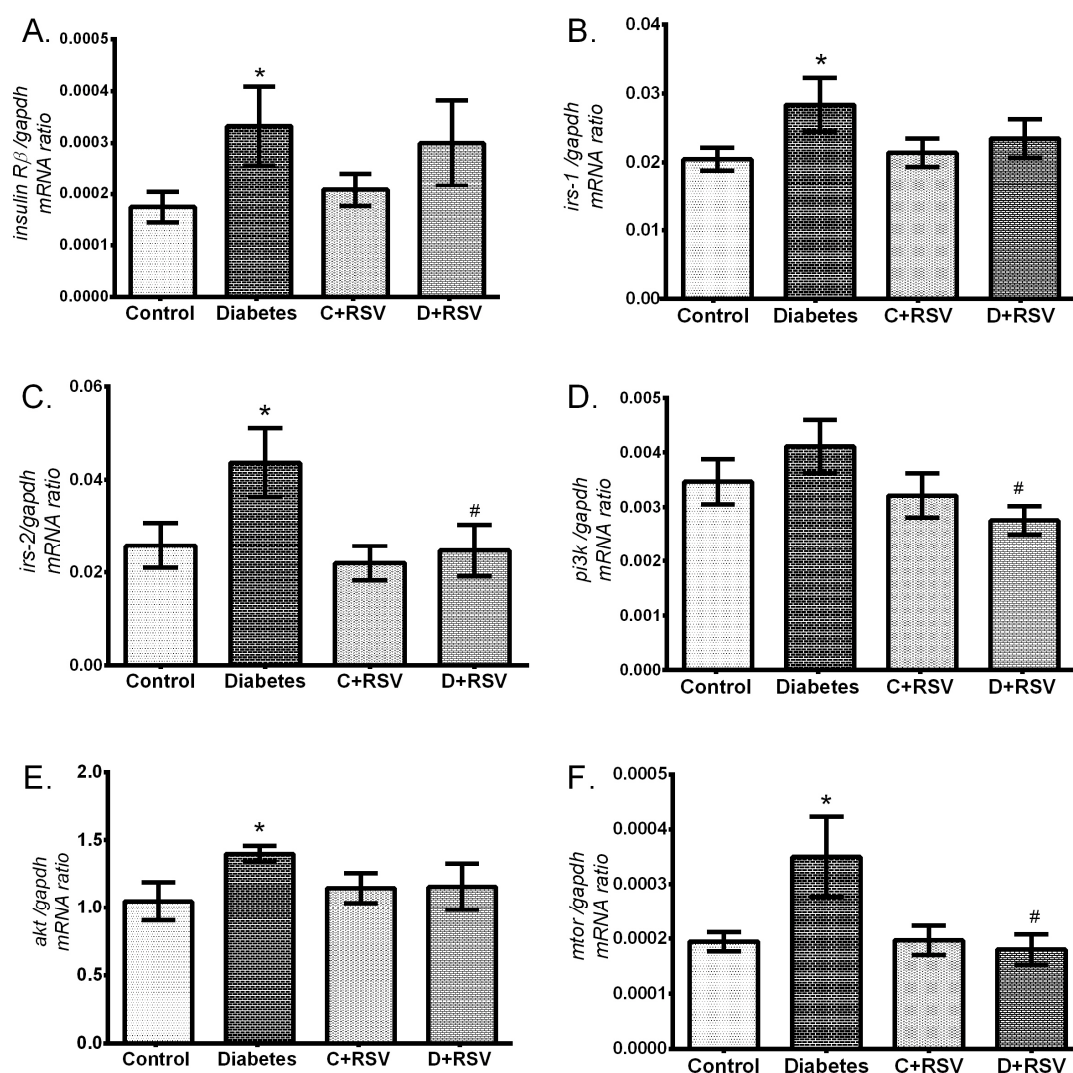 A.
insulin Rβ /gapdh
mRNA ratio
0.0005
0.0004
0.0003
0.0002
0.0001
0.0000
*
Control Diabetes C+RSV D+RSV
B.
irs-1 /gapdh
mRNA ratio
0.04
0.03
0.02
0.01
0.00
*
Control Diabetes C+RSV D+RSV
C.
irs-2/gapdh
mRNA ratio
0.06
0.04
0.02
0.00
*
#
Control Diabetes C+RSV D+RSV
D.
pi3k /gapdh
mRNA ratio
0.005
0.004
0.003
0.002
0.001
0.000
#
Control Diabetes C+RSV D+RSV
E.
akt /gapdh
mRNA ratio
2.0
1.5
1.0
0.5
0.0
*
Control Diabetes C+RSV D+RSV
F.
mtor /gapdh
mRNA ratio
0.0005
0.0004
0.0003
0.0002
0.0001
0.0000
*
#
Control Diabetes C+RSV D+RSV